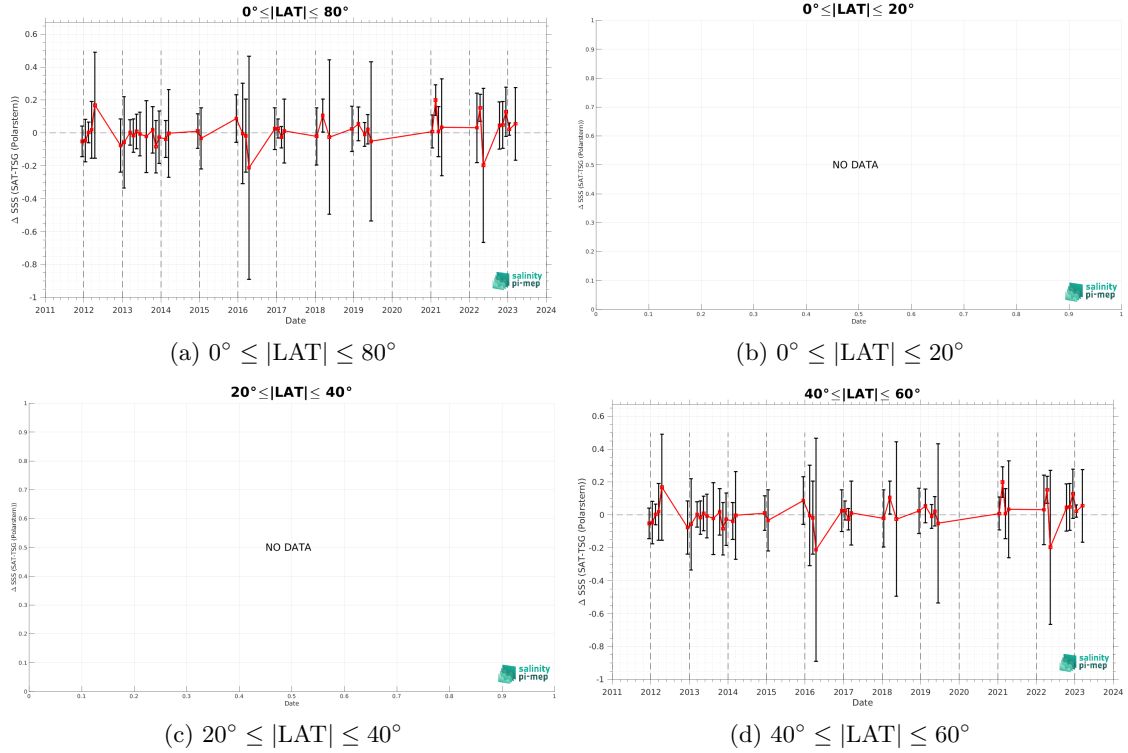 0°≤|LAT|≤ 80°
Δ SSS (SAT-TSG (Polarstern))
0.6
0.4
0.2
0
-0.2
-0.4
-0.6
-0.8
-1
2011 2012 2013 2014 2015 2016 2017 2018 2019 2020 2021 2022 2023 2024
Date
salinity
pi-mep
(a) 0° ≤ |LAT| ≤ 80°
0°≤|LAT|≤ 20°
Δ SSS (SAT-TSG (Polarstern))
1
0.9
0.8
0.7
0.6
0.5
0.4
0.3
0.2
0.1
0
NO DATA
0 0.1 0.2 0.3 0.4 0.5 0.6 0.7 0.8 0.9 1
Date
salinity
pi-mep
(b) 0° ≤ |LAT| ≤ 20°
20°≤|LAT|≤ 40°
Δ SSS (SAT-TSG (Polarstern))
1
0.9
0.8
0.7
0.6
0.5
0.4
0.3
0.2
0.1
0
NO DATA
0 0.1 0.2 0.3 0.4 0.5 0.6 0.7 0.8 0.9 1
Date
salinity
pi-mep
(c) 20° ≤ |LAT| ≤ 40°
40°≤|LAT|≤ 60°
Δ SSS (SAT-TSG (Polarstern))
0.6
0.4
0.2
0
-0.2
-0.4
-0.6
-0.8
-1
2011 2012 2013 2014 2015 2016 2017 2018 2019 2020 2021 2022 2023 2024
Date
salinity
pi-mep
(d) 40° ≤ |LAT| ≤ 60°